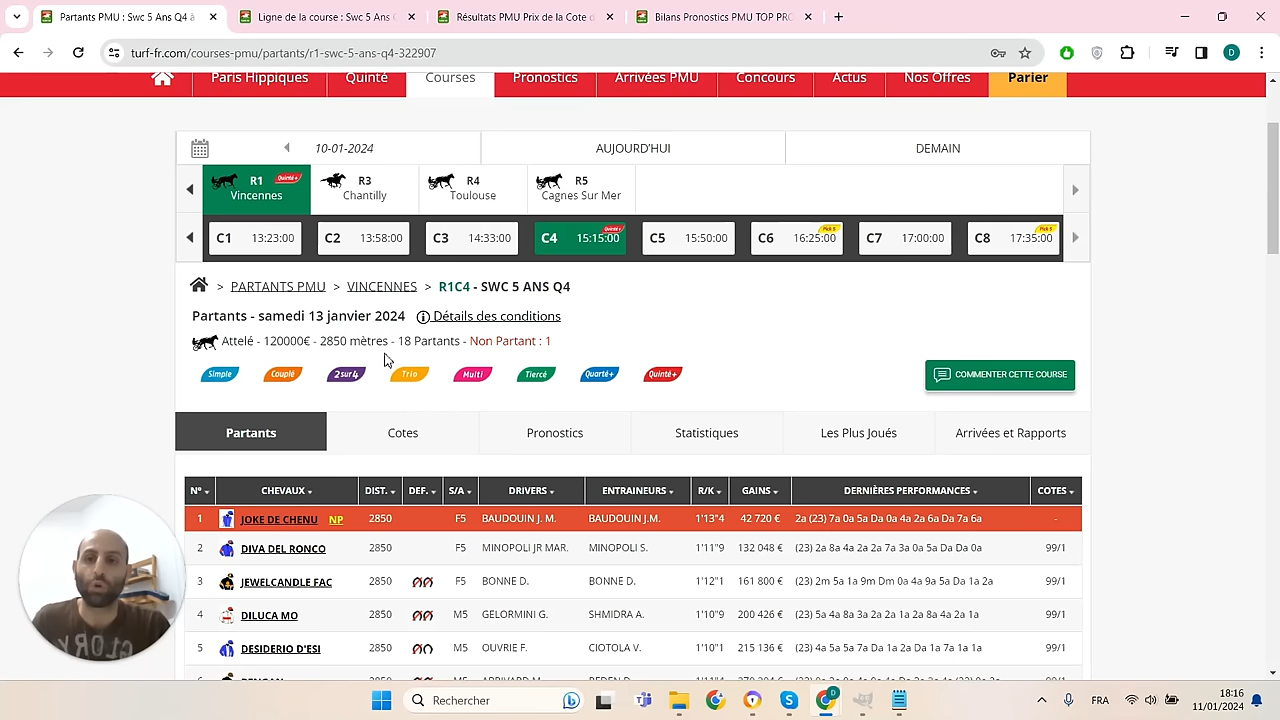 Partants PMU : Swc 5 Ans Q4 à
Ligne de la course : Swc 5 Ans
Résultats PMU Prix de la Cote d
Bilans Pronostics PMU TOP PRO
turf-fr.com/courses-pmu/partants/r1-swc-5-ans-q4-322907
D
Paris Hippiques
Quinté
Courses
Pronostics
Arrivées PMU
Concours
Actus
Nos Offres
Parier
10-01-2024
AUJOURD'HUI
DEMAIN
R1 Quinté+
Vincennes
R3
Chantilly
R4
Toulouse
R5
Cagnes Sur Mer
C1 13:23:00
C2 13:58:00
C3 14:33:00
C4 15:15:00 Quinté+
C5 15:50:00
C6 16:25:00 Pick 5
C7 17:00:00
C8 17:35:00 Pick 5
> PARTANTS PMU > VINCENNES > R1C4 - SWC 5 ANS Q4
Partants - samedi 13 janvier 2024 Détails des conditions
Attelé - 120000€ - 2850 mètres - 18 Partants - Non Partant : 1
Simple Couplé 2sur4 Trio Multi Tiercé Quarté+ Quinté+
COMMENTER CETTE COURSE
Partants Cotes Pronostics Statistiques Les Plus Joués Arrivées et Rapports
N° CHEVAUX DIST. DEF. S/A DRIVERS ENTRAINEURS R/K GAINS DERNIÈRES PERFORMANCES COTES
1 JOKE DE CHENU NP 2850 F5 BAUDOUIN J. M. BAUDOUIN J.M. 1'13"4 42 720 € 2a (23) 7a 0a 5a Da 0a 4a 2a 6a Da 7a 6a -
2 DIVA DEL RONCO 2850 F5 MINOPOLI JR MAR. MINOPOLI S. 1'11"9 132 048 € (23) 2a 8a 4a 2a 2a 7a 3a 0a 5a Da Da 0a 99/1
3 JEWELCANDLE FAC 2850 F5 BONNE D. BONNE D. 1'12"1 161 800 € (23) 2m 5a 1a 9m Dm 0a 4a 9a 5a Da 1a 2a 99/1
4 DILUCA MO 2850 M5 GELORMINI G. SHMIDRA A. 1'10"9 200 426 € (23) 5a 4a 8a 3a 2a 2a 1a 2a 8a 4a 2a 1a 99/1
5 DESIDERIO D'ESI 2850 M5 OUVRIE F. CIOTOLA V. 1'10"1 215 136 € (23) 4a 5a 5a 7a Da 1a 2a Da 7a 1a 1a 1a 99/1
GLORY
Rechercher
FRA
18:16
11/01/2024